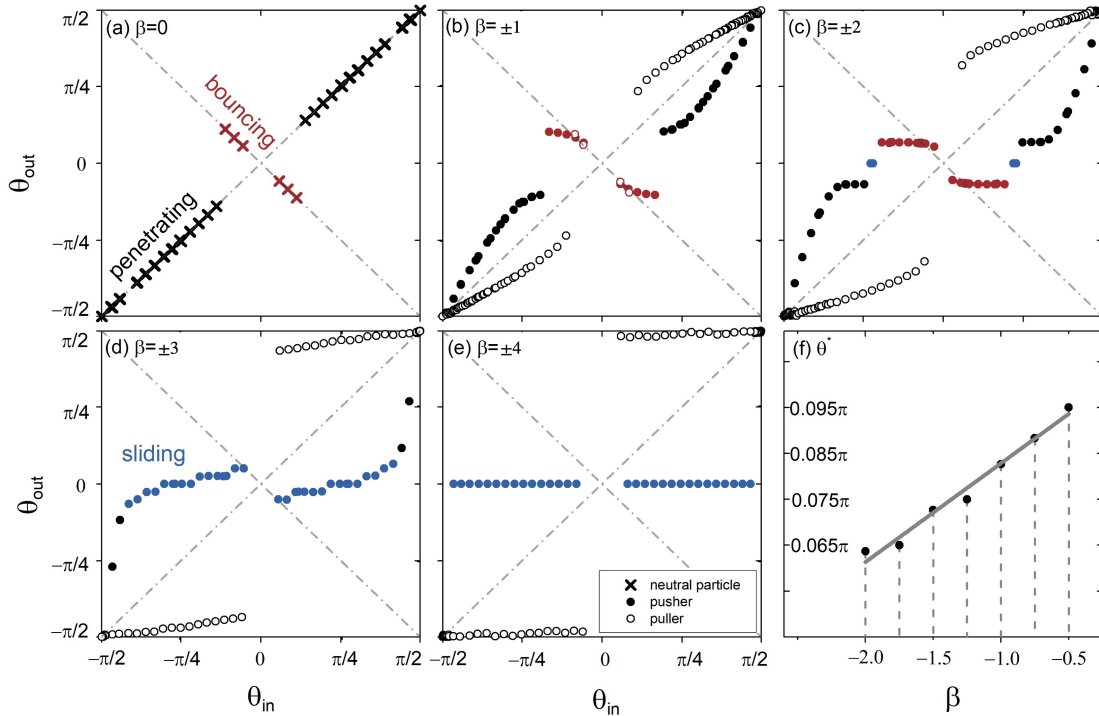 (a) β=0
(b) β=±1
(c) β=±2
π/2
π/4
0
−π/4
−π/2
θout
bouncing
penetrating
(d) β=±3
(e) β=±4
(f) θ*
π/2
π/4
0
−π/4
−π/2
θout
sliding
neutral particle
pusher
puller
0.095π
0.085π
0.075π
0.065π
−π/2 −π/4 0 π/4 π/2
−π/2 −π/4 0 π/4 π/2
-2.0 -1.5 -1.0 -0.5
θin
θin
β